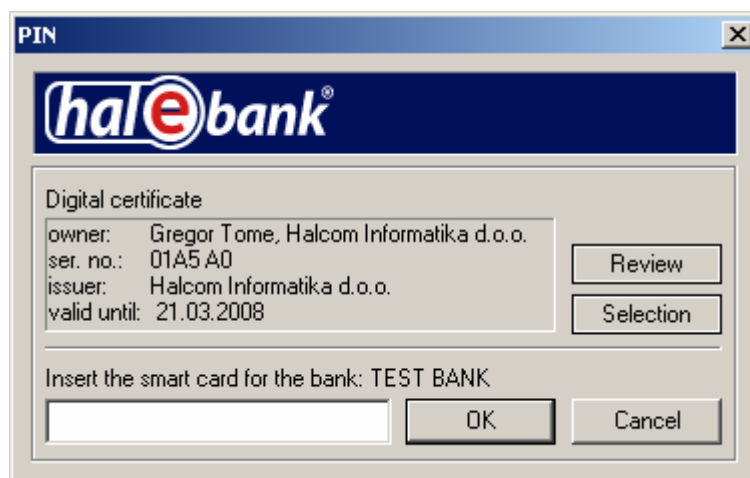 PIN
hal e bank®
Digital certificate
owner: Gregor Tome, Halcom Informatika d.o.o.
ser. no.: 01A5 A0
issuer: Halcom Informatika d.o.o.
valid until: 21.03.2008
Review
Selection
Insert the smart card for the bank: TEST BANK
OK
Cancel